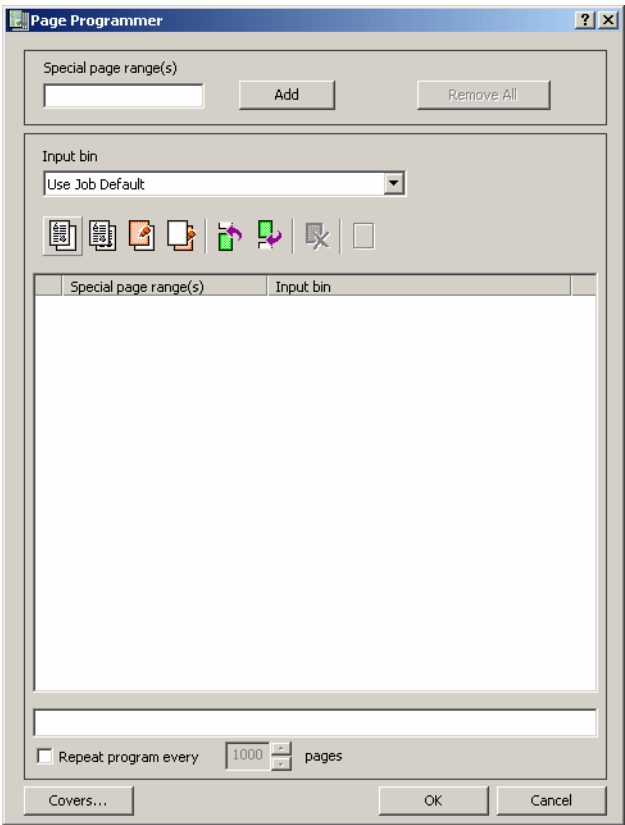 Page Programmer
Special page range(s)
Add Remove All
Input bin
Use Job Default
Special page range(s) Input bin
Repeat program every 1000 pages
Covers... OK Cancel